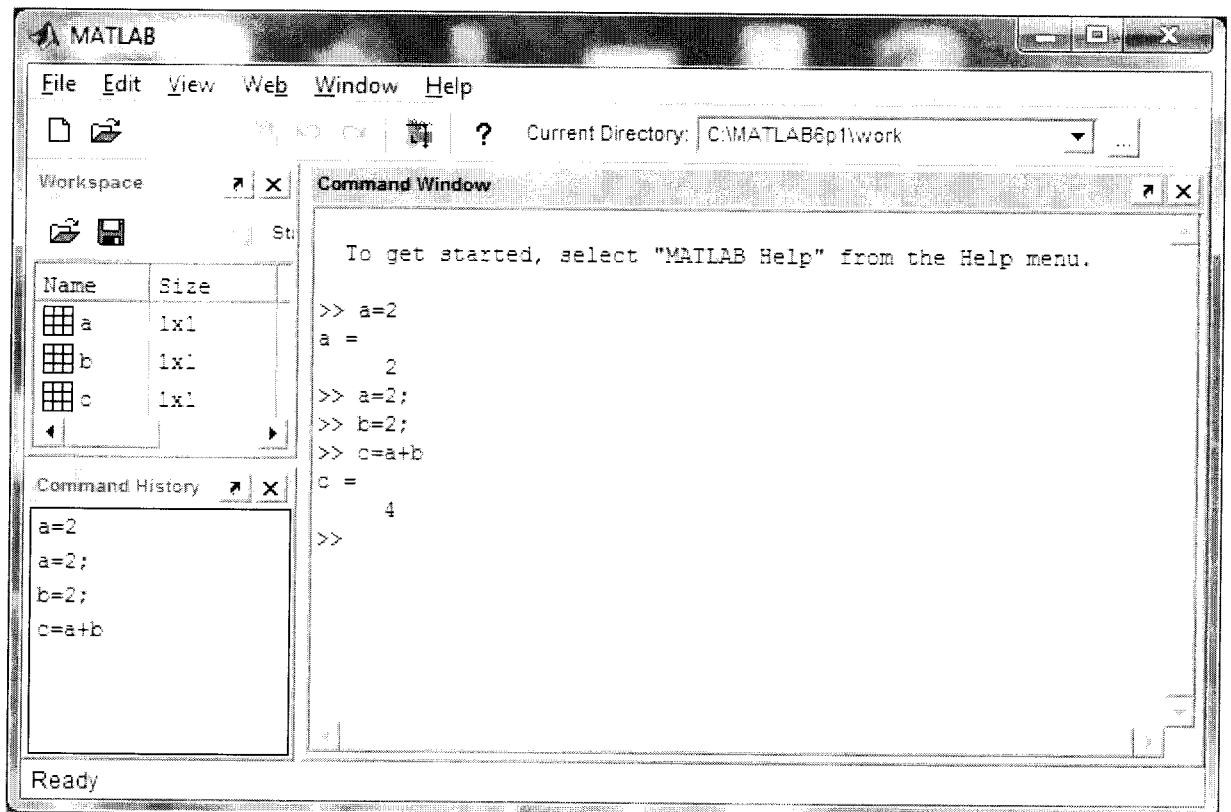 MATLAB
File Edit View Web Window Help
? Current Directory: C:\MATLAB6p1\work ...
Workspace
Name Size
a 1x1
b 1x1
c 1x1
Command History
a=2
a=2;
b=2;
c=a+b
Command Window
To get started, select "MATLAB Help" from the Help menu.
>> a=2
a =
2
>> a=2;
>> b=2;
>> c=a+b
c =
4
>>
Ready